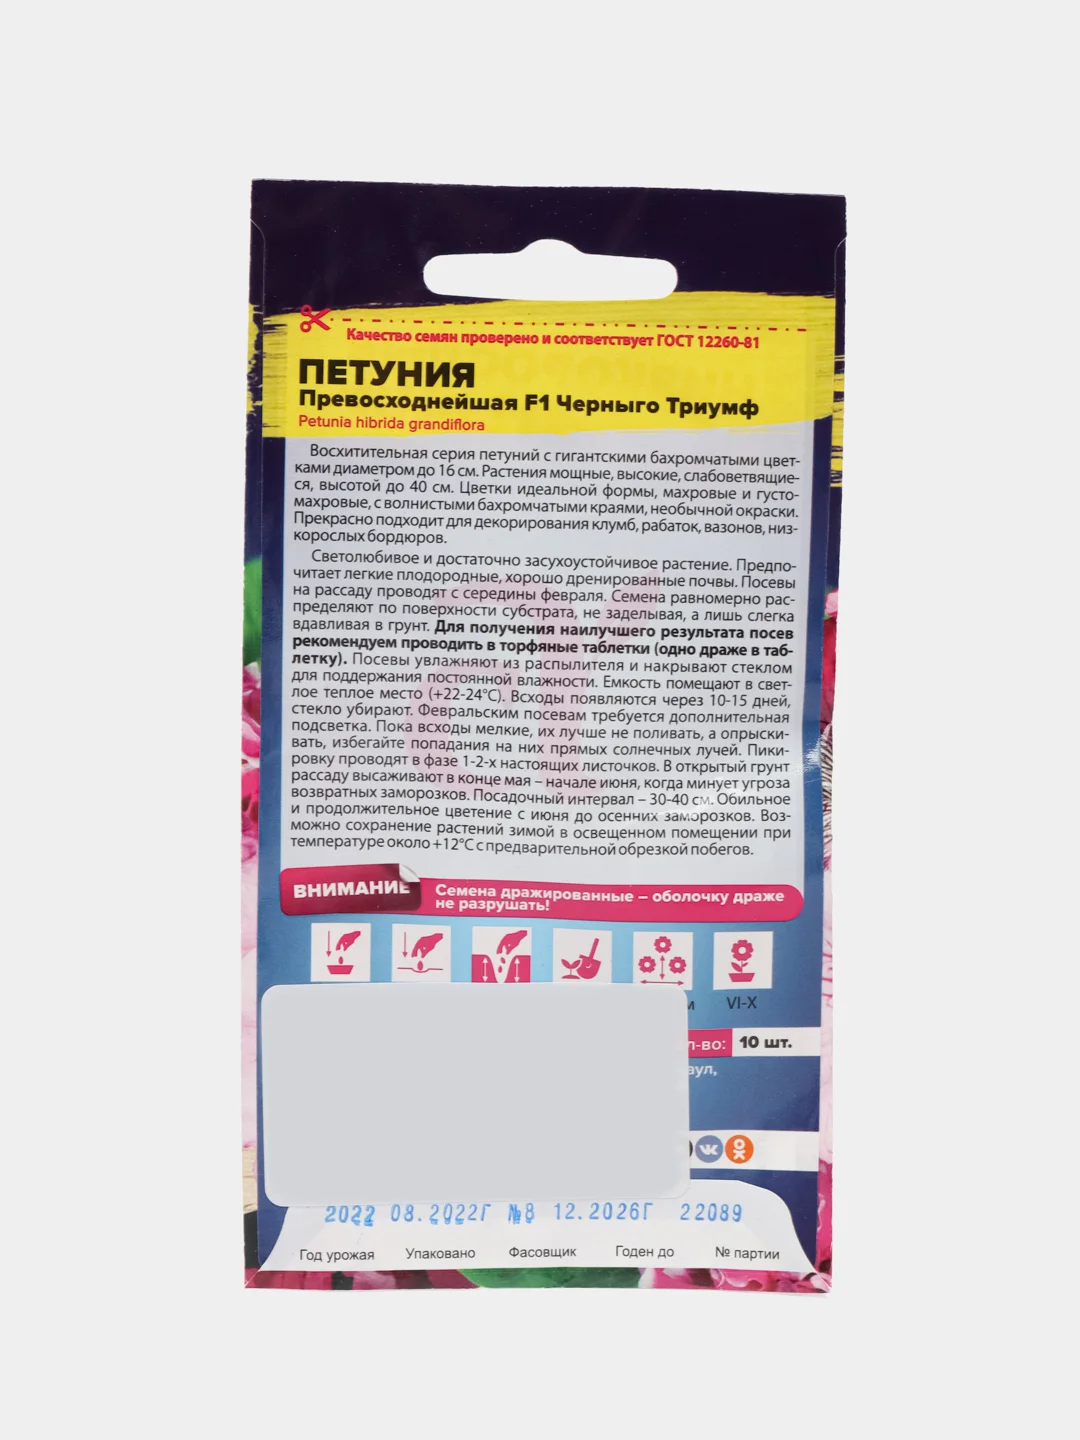 Качество семян проверено и соответствует ГОСТ 12260-81
ПЕТУНИЯ
Превосходнейшая F1 Черныго Триумф
Petunia hibrida grandiflora
Восхитительная серия петуний с гигантскими бахромчатыми цвет-
ками диаметром до 16 см. Растения мощные, высокие, слабоветвящие-
ся, высотой до 40 см. Цветки идеальной формы, махровые и густо-
махровые, с волнистыми бахромчатыми краями, необычной окраски.
Прекрасно подходит для декорирования клумб, рабаток, вазонов, низ-
корослых бордюров.
Светолюбивое и достаточно засухоустойчивое растение. Предпо-
читает легкие плодородные, хорошо дренированные почвы. Посевы
на рассаду проводят с середины февраля. Семена равномерно рас-
пределяют по поверхности субстрата, не заделывая, а лишь слегка
вдавливая в грунт. Для получения наилучшего результата посев
рекомендуем проводить в торфяные таблетки (одно драже в таб-
летку). Посевы увлажняют из распылителя и накрывают стеклом
для поддержания постоянной влажности. Емкость помещают в свет-
лое теплое место (+22-24°С). Всходы появляются через 10-15 дней,
стекло убирают. Февральским посевам требуется дополнительная
подсветка. Пока всходы мелкие, их лучше не поливать, а опрыски-
вать, избегайте попадания на них прямых солнечных лучей. Пики-
ровку проводят в фазе 1-2-х настоящих листочков. В открытый грунт
рассаду высаживают в конце мая – начале июня, когда минует угроза
возвратных заморозков. Посадочный интервал – 30-40 см. Обильное
и продолжительное цветение с июня до осенних заморозков. Воз-
можно сохранение растений зимой в освещенном помещении при
температуре около +12°С с предварительной обрезкой побегов.
ВНИМАНИЕ
Семена дражированные – оболочку драже
не разрушать!
м VI-X
л-во: 10 шт.
аул,
2022 08.2022Г №8 12.2026Г 22089
Год урожая Упаковано Фасовщик Годен до № партии